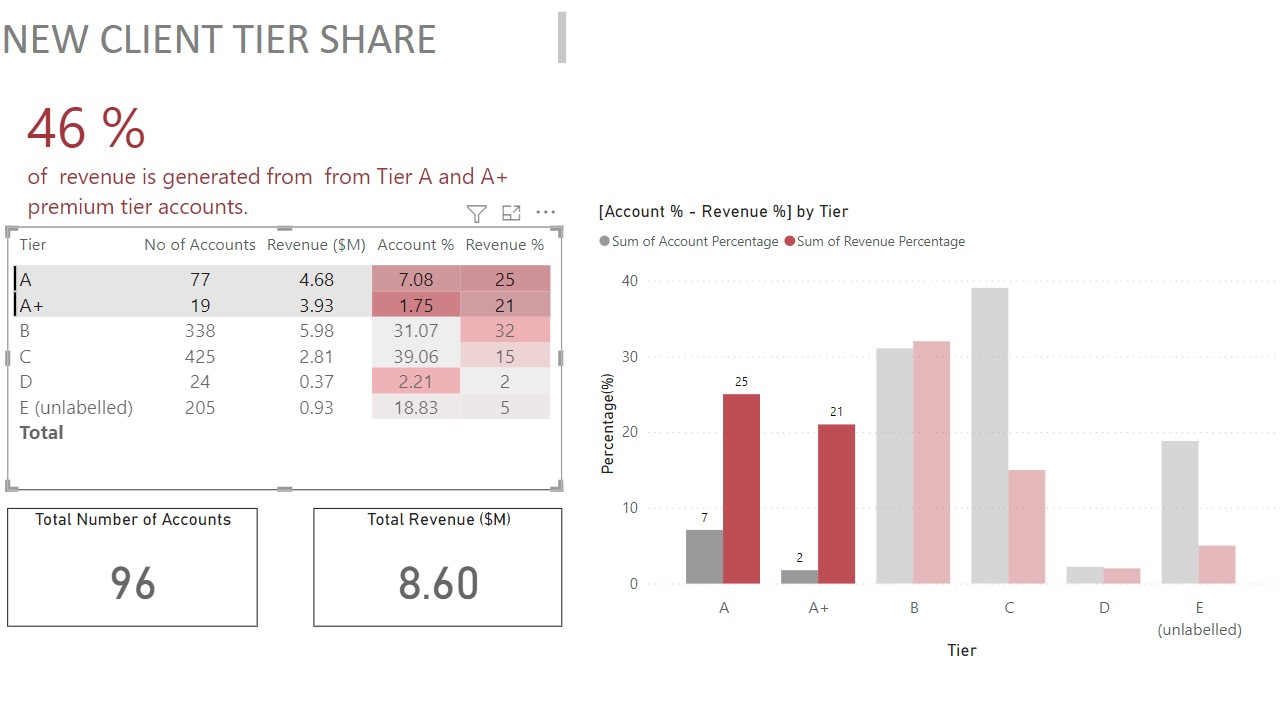 NEW CLIENT TIER SHARE
46 %
of revenue is generated from from Tier A and A+
premium tier accounts.
Tier No of Accounts Revenue ($M) Account % Revenue %
A 77 4.68 7.08 25
A+ 19 3.93 1.75 21
B 338 5.98 31.07 32
C 425 2.81 39.06 15
D 24 0.37 2.21 2
E (unlabelled) 205 0.93 18.83 5
Total
Total Number of Accounts
96
Total Revenue ($M)
8.60
[Account % - Revenue %] by Tier
Sum of Account Percentage Sum of Revenue Percentage
Percentage(%)
40
30
20
10
0
7
25
2
21
A A+ B C D E
(unlabelled)
Tier